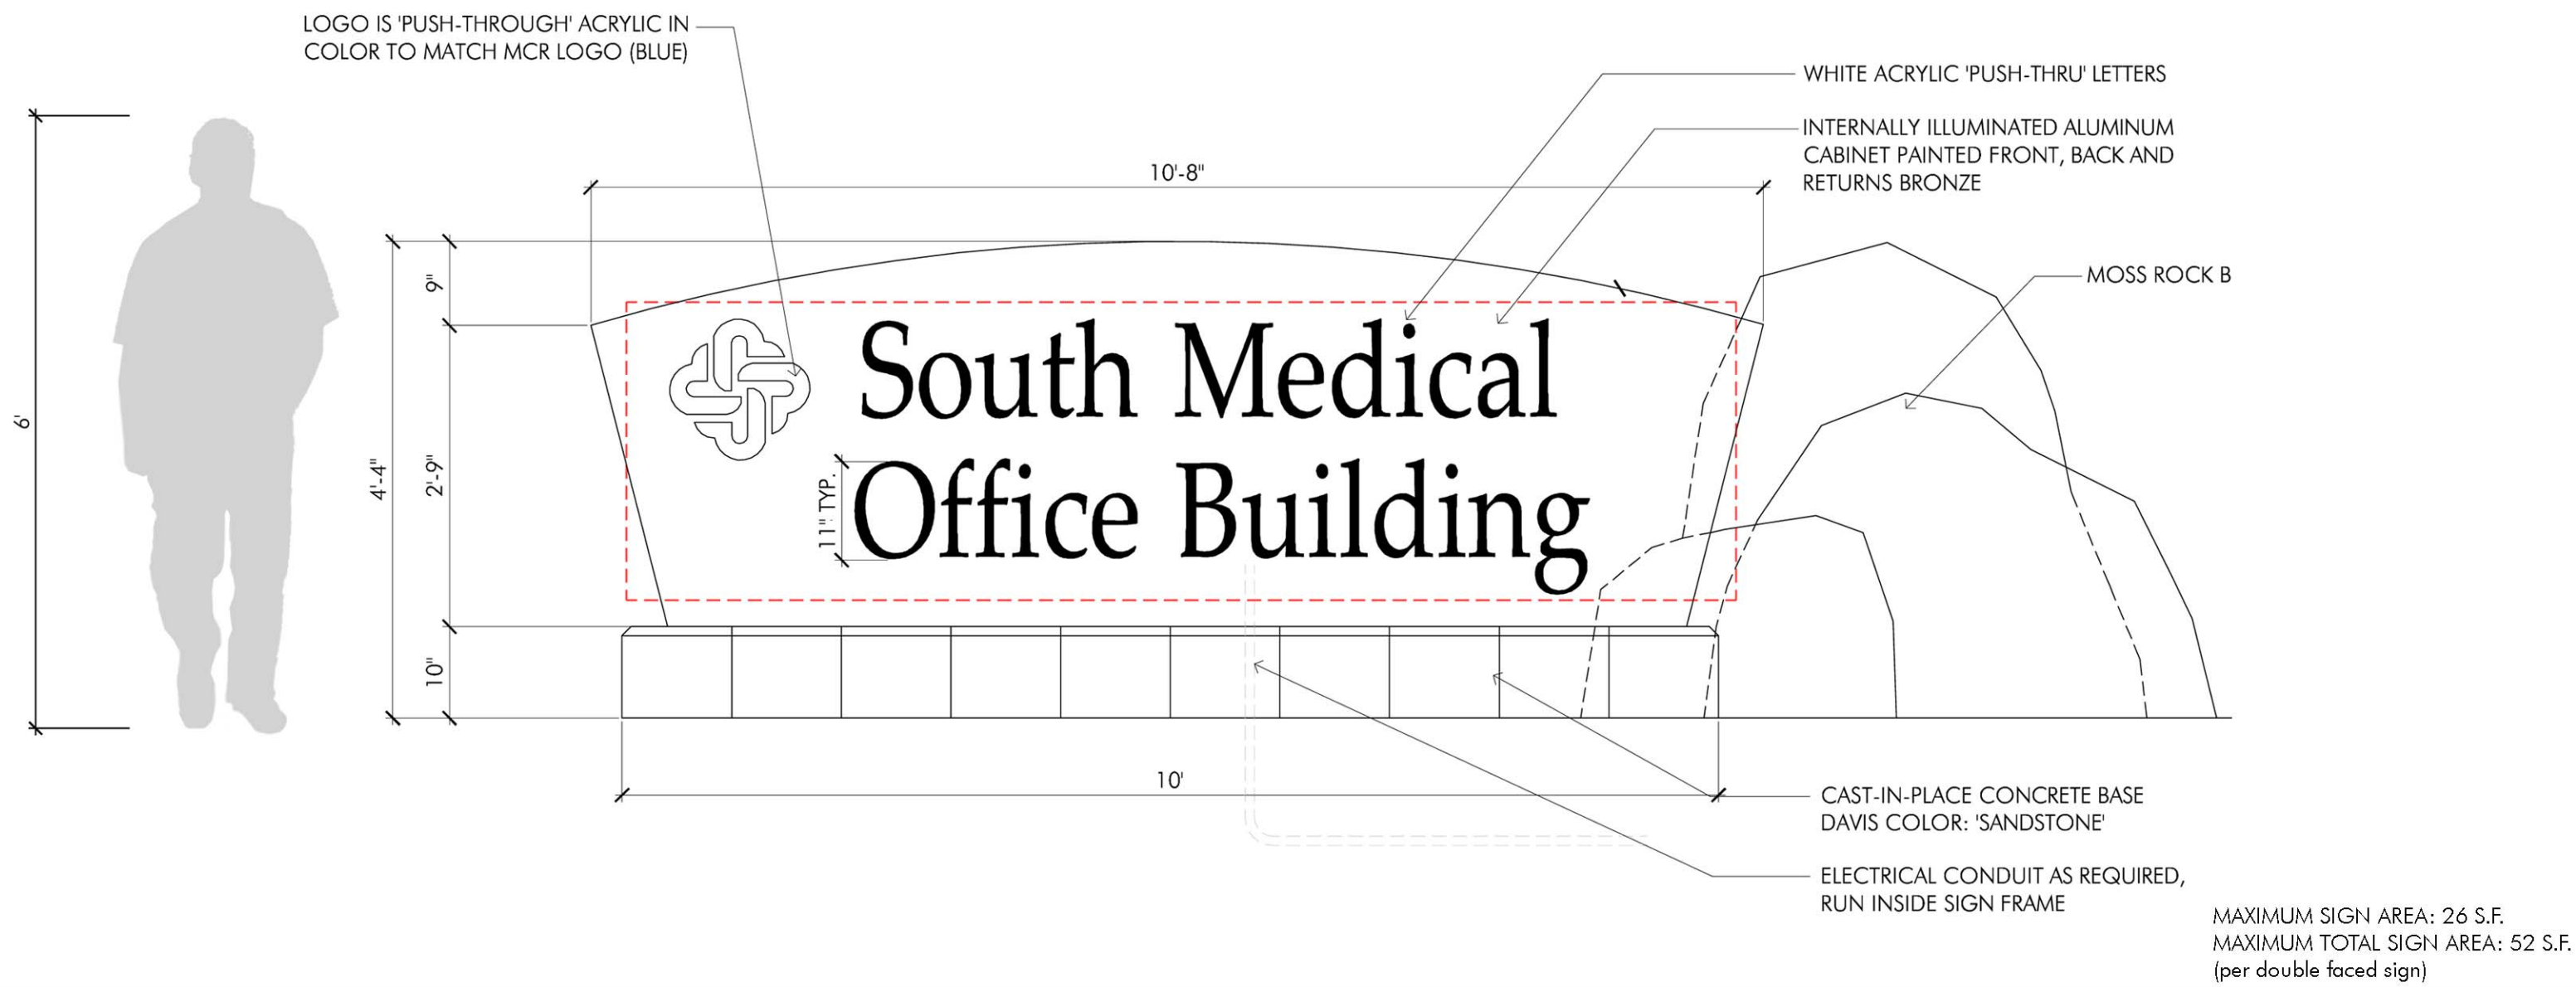 LOGO IS 'PUSH-THROUGH' ACRYLIC IN
COLOR TO MATCH MCR LOGO (BLUE)
WHITE ACRYLIC 'PUSH-THRU' LETTERS
INTERNALLY ILLUMINATED ALUMINUM
CABINET PAINTED FRONT, BACK AND
RETURNS BRONZE
10'-8"
MOSS ROCK B
6'
4'-4"
9"
2'-9"
10"
South Medical
Office Building
11" TYP.
10'
CAST-IN-PLACE CONCRETE BASE
DAVIS COLOR: 'SANDSTONE'
ELECTRICAL CONDUIT AS REQUIRED,
RUN INSIDE SIGN FRAME
MAXIMUM SIGN AREA: 26 S.F.
MAXIMUM TOTAL SIGN AREA: 52 S.F.
(per double faced sign)